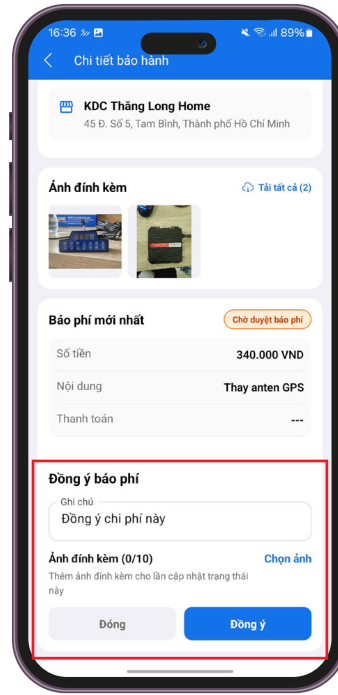 16:36
89%
Chi tiết bảo hành
KDC Thăng Long Home
45 Đ. Số 5, Tam Bình, Thành phố Hồ Chí Minh
Ảnh đính kèm
Tải tất cả (2)
Báo phí mới nhất
Chờ duyệt báo phí
Số tiền
340.000 VND
Nội dung
Thay anten GPS
Thanh toán
---
Đồng ý báo phí
Ghi chú
Đồng ý chi phí này
Ảnh đính kèm (0/10)
Chọn ảnh
Thêm ảnh đính kèm cho lần cập nhật trạng thái
này
Đóng
Đồng ý